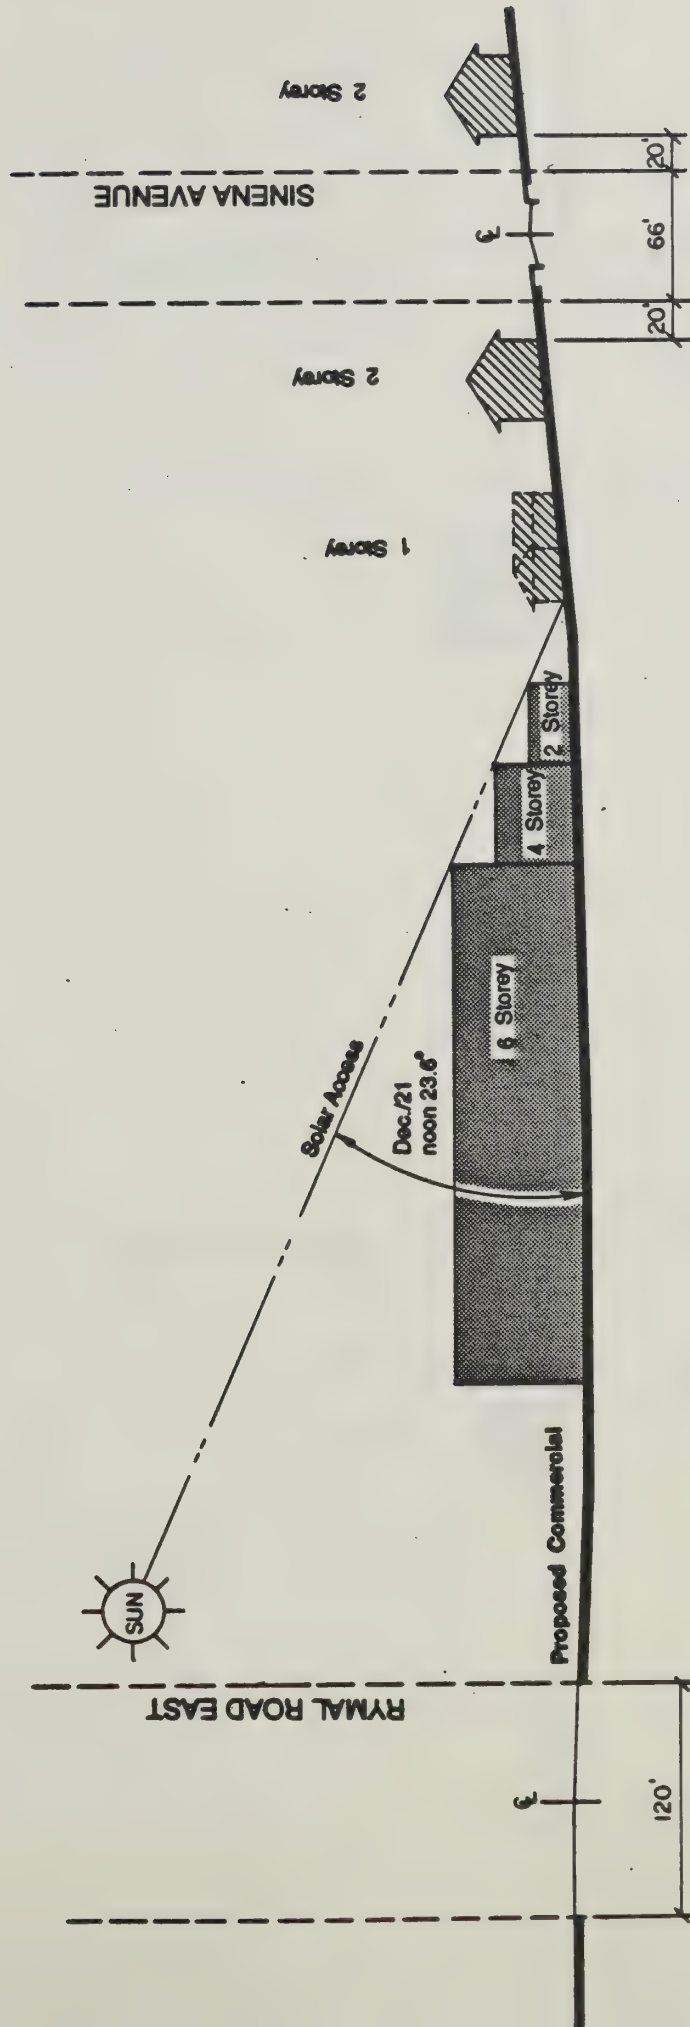 RYMAL ROAD EAST
SUN
Solar Access
Dec./21
noon 23.6°
6 Storey
4 Storey
2 Storey
Proposed Commercial
1 Storey
2 Storey
SINENA AVENUE
2 Storey
℄
℄
120'
20'
66'
20'